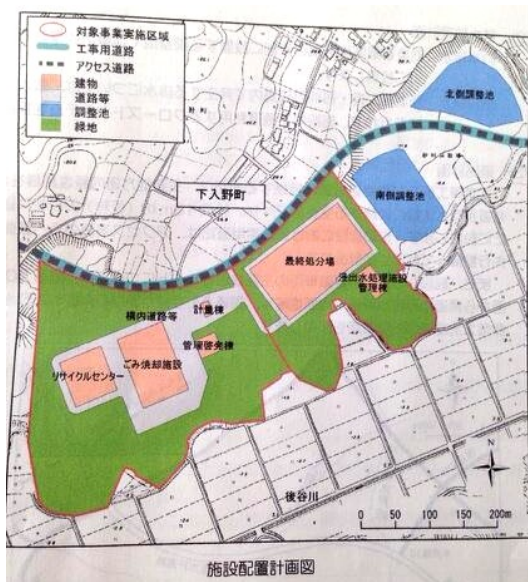 対象事業実施区域
工事用道路
アクセス道路
建物
道路等
調整池
緑地
北側調整池
南側調整池
下入野町
最終処分場
浸出水処理施設
管理棟
構内道路等
計量棟
管理啓発棟
ごみ焼却施設
リサイクルセンター
後谷川
N
0 50 100 150 200m
施設配置計画図